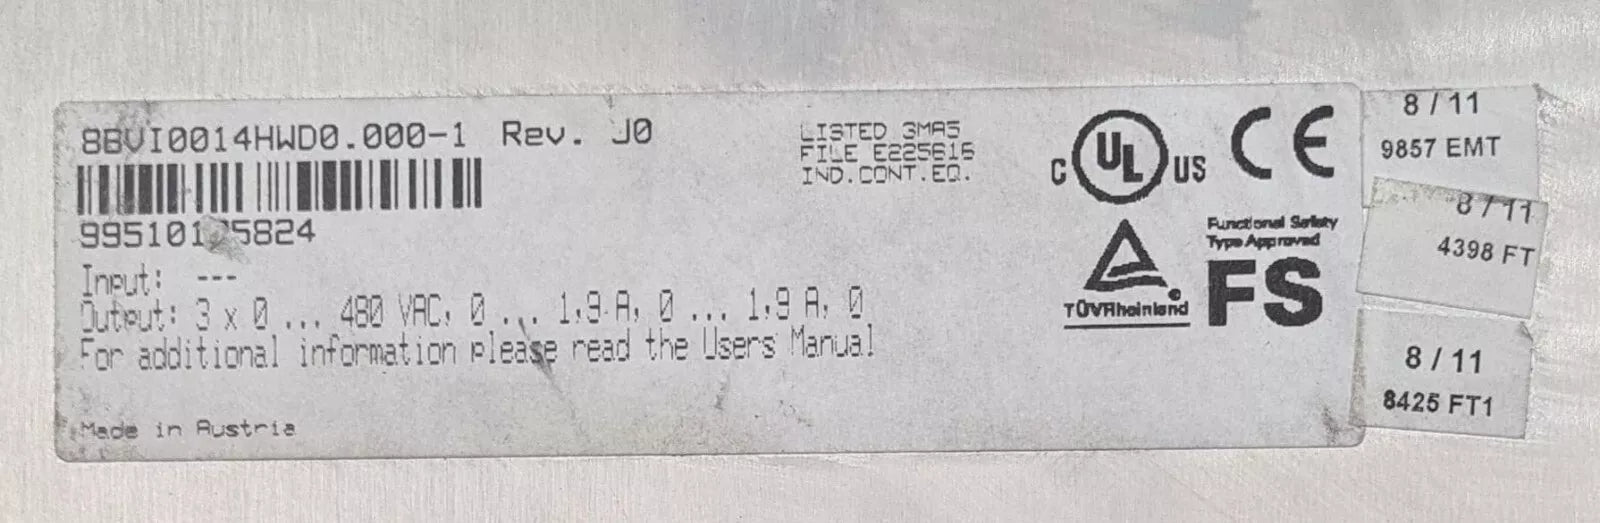 8BVI0014HWD0.000-1 Rev. J0
Input: ---
Output: 3 x 0 ... 480 VAC, 0 ... 1,9 A, 0 ... 1,9 A, 0
For additional information please read the Users Manual
Made in Austria
LISTED 3MA5
FILE E225616
IND.CONT.EQ.
C UL US CE
TÜVRheinland
Functional Safety
Type Approved
FS
8 / 11
9857 EMT
8 / 11
4398 FT
8 / 11
8425 FT1